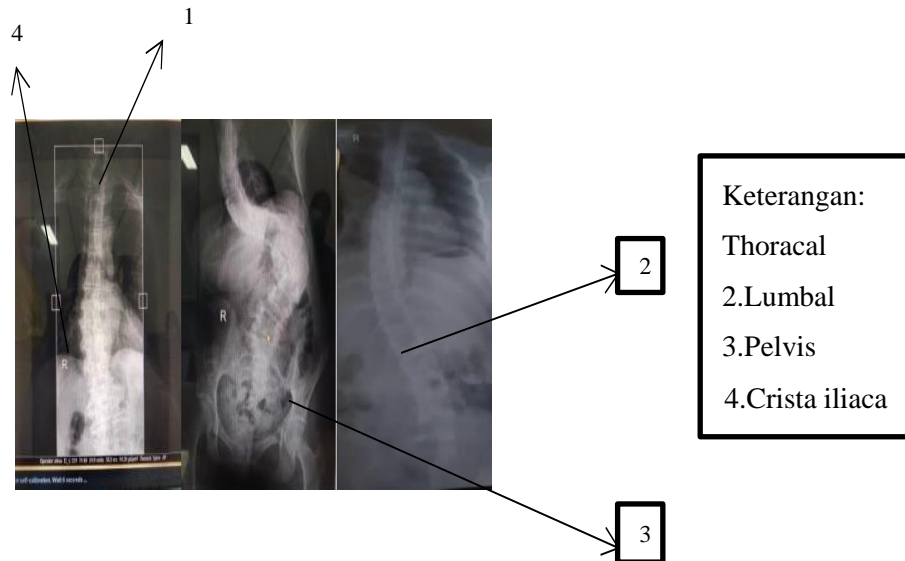 1
4
R
R
R
2
3
Keterangan:
Thoracal
2.Lumbal
3.Pelvis
4.Crista iliaca